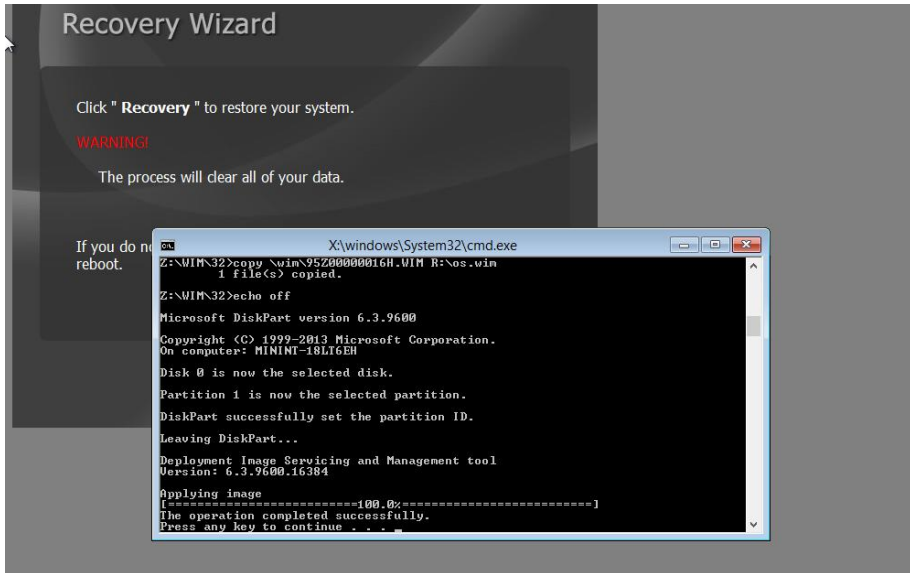 Recovery Wizard
Click " Recovery " to restore your system.
WARNING!
The process will clear all of your data.
If you do no
reboot.
X:\windows\System32\cmd.exe
Z:\WIM\32>copy \wim\95Z00000016H.WIM R:\os.wim
1 file(s) copied.
Z:\WIM\32>echo off
Microsoft DiskPart version 6.3.9600
Copyright (C) 1999-2013 Microsoft Corporation.
On computer: MININT-18LT6EH
Disk 0 is now the selected disk.
Partition 1 is now the selected partition.
DiskPart successfully set the partition ID.
Leaving DiskPart...
Deployment Image Servicing and Management tool
Version: 6.3.9600.16384
Applying image
[==========================100.0%==========================]
The operation completed successfully.
Press any key to continue . . . _